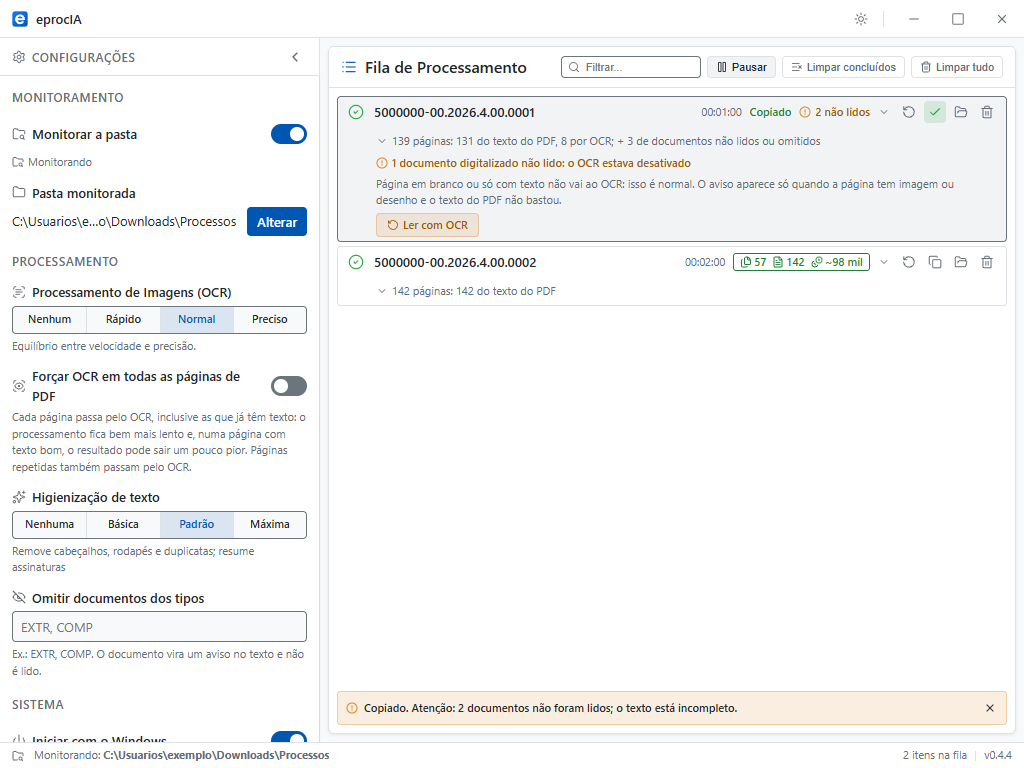 eprocIA
CONFIGURAÇÕES
MONITORAMENTO
Monitorar a pasta
Monitorando
Pasta monitorada
C:\Usuarios\e...o\Downloads\Processos
Alterar
PROCESSAMENTO
Processamento de Imagens (OCR)
Nenhum Rápido Normal Preciso
Equilíbrio entre velocidade e precisão.
Forçar OCR em todas as páginas de
PDF
Cada página passa pelo OCR, inclusive as que já têm texto: o
processamento fica bem mais lento e, numa página com
texto bom, o resultado pode sair um pouco pior. Páginas
repetidas também passam pelo OCR.
Higienização de texto
Nenhuma Básica Padrão Máxima
Remove cabeçalhos, rodapés e duplicatas; resume
assinaturas
Omitir documentos dos tipos
EXTR, COMP
Ex.: EXTR, COMP. O documento vira um aviso no texto e não
é lido.
SISTEMA
Iniciar com o Windows
Fila de Processamento
Filtrar...
Pausar
Limpar concluídos
Limpar tudo
5000000-00.2026.4.00.0001
00:01:00 Copiado 2 não lidos
139 páginas: 131 do texto do PDF, 8 por OCR; + 3 de documentos não lidos ou omitidos
1 documento digitalizado não lido: o OCR estava desativado
Página em branco ou só com texto não vai ao OCR: isso é normal. O aviso aparece só quando a página tem imagem ou
desenho e o texto do PDF não bastou.
Ler com OCR
5000000-00.2026.4.00.0002
00:02:00 57 142 ~98 mil
142 páginas: 142 do texto do PDF
Copiado. Atenção: 2 documentos não foram lidos; o texto está incompleto.
Monitorando: C:\Usuarios\exemplo\Downloads\Processos
2 itens na fila v0.4.4